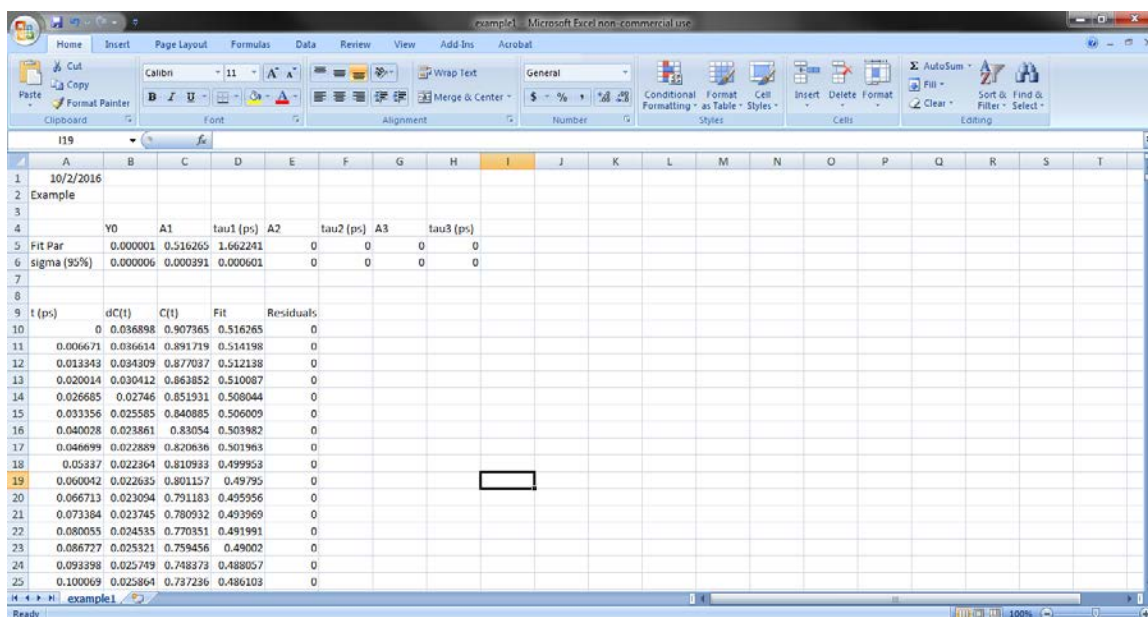 example1 - Microsoft Excel non-commercial use
Home Insert Page Layout Formulas Data Review View Add-Ins Acrobat
Cut
Copy
Paste
Format Painter
Calibri 11
Wrap Text
Merge & Center
General
$ % ,
Conditional Formatting
Format as Table
Cell Styles
Insert Delete Format
AutoSum
Fill
Clear
Sort & Filter
Find & Select
Clipboard Font Alignment Number Styles Cells Editing
I19 fx
A B C D E F G H I J K L M N O P Q R S T
1 10/2/2016
2 Example
3
4 Y0 A1 tau1 (ps) A2 tau2 (ps) A3 tau3 (ps)
5 Fit Par 0.000001 0.516265 1.662241 0 0 0 0
6 sigma (95%) 0.000006 0.000391 0.000601 0 0 0 0
7
8
9 t (ps) dC(t) C(t) Fit Residuals
10 0 0.036898 0.907365 0.516265 0
11 0.006671 0.036614 0.891719 0.514198 0
12 0.013343 0.034309 0.877037 0.512138 0
13 0.020014 0.030412 0.863852 0.510087 0
14 0.026685 0.02746 0.851931 0.508044 0
15 0.033356 0.025585 0.840885 0.506009 0
16 0.040028 0.023861 0.83054 0.503982 0
17 0.046699 0.022889 0.820636 0.501963 0
18 0.05337 0.022364 0.810933 0.499953 0
19 0.060042 0.022635 0.801157 0.49795 0
20 0.066713 0.023094 0.791183 0.495956 0
21 0.073384 0.023745 0.780932 0.493969 0
22 0.080055 0.024535 0.770351 0.491991 0
23 0.086727 0.025321 0.759456 0.49002 0
24 0.093398 0.025749 0.748373 0.488057 0
25 0.100069 0.025864 0.737236 0.486103 0
example1
Ready 100%